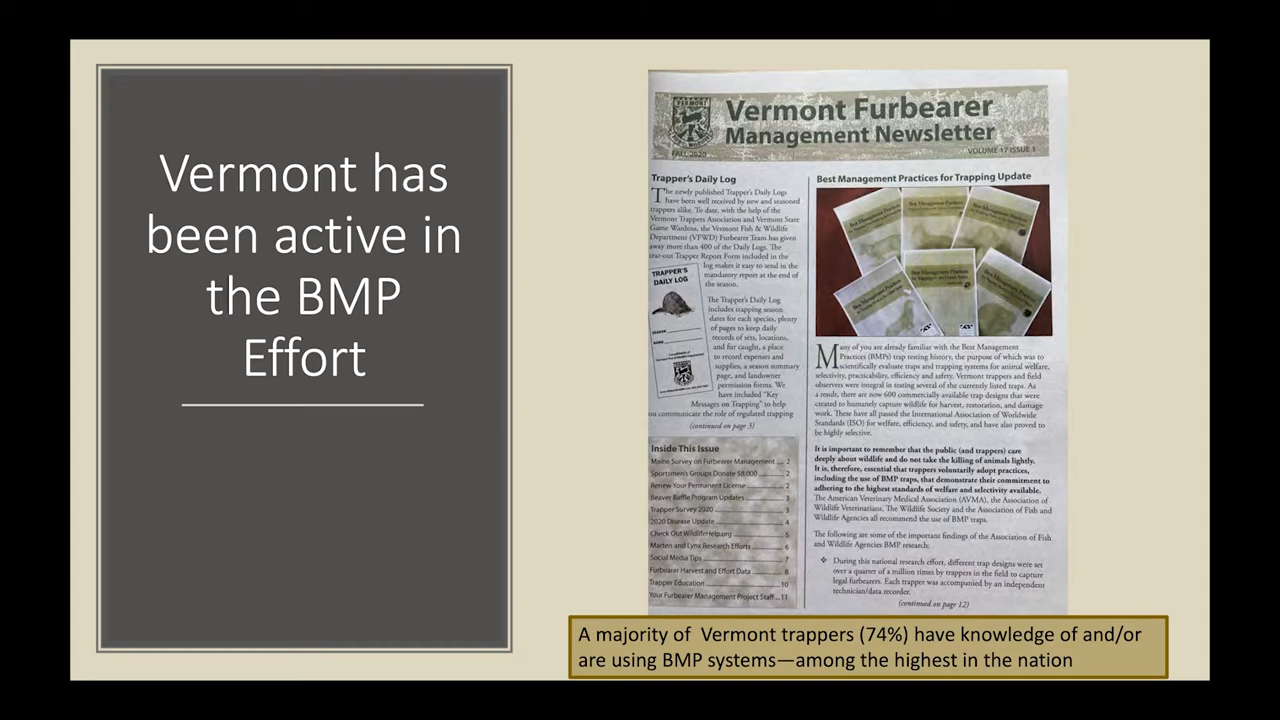 Vermont has
been active in
the BMP
Effort
VERMONT
FALL 2020
Vermont Furbearer
Management Newsletter
VOLUME 17 ISSUE 1
Trapper's Daily Log
The newly published Trapper's Daily Logs
have been well received by new and seasoned
trappers alike. To date, with the help of the
Vermont Trappers Association and Vermont State
Game Wardens, the Vermont Fish & Wildlife
Department (VFWD) Furbearer Team has given
away more than 400 of the Daily Logs. The
tear-out Trapper Report Form included in the
log makes it easy to send in the
mandatory report at the end of
the season.
TRAPPER'S
DAILY LOG
The Trapper's Daily Log
includes trapping season
dates for each species, plenty
of pages to keep daily
records of sets, locations,
and fur caught, a place
to record expenses and
supplies, a season summary
page, and landowner
permission forms. We
have included "Key
Messages on Trapping" to help
ou communicate the role of regulated trapping
(continued on page 3)
Inside This Issue
Maine Survey on Furbearer Management 2
Sportsmen's Groups Donate $8,000 2
Renew Your Permanent License 2
Beaver Baffle Program Updates 3
Trapper Survey 2020 3
2020 Disease Update 4
Check Out WildlifeHelp.org 5
Marten and Lynx Research Efforts 6
Social Media Tips 7
Furbearer Harvest and Effort Data 8
Trapper Education 10
Your Furbearer Management Project Staff 11
Best Management Practices for Trapping Update
Best Management Practices
Many of you are already familiar with the Best Management
Practices (BMPs) trap testing history, the purpose of which was to
scientifically evaluate traps and trapping systems for animal welfare,
selectivity, practicability, efficiency and safety. Vermont trappers and field
observers were integral in testing several of the currently listed traps. As
a result, there are now 600 commercially available trap designs that were
created to humanely capture wildlife for harvest, restoration, and damage
work. These have all passed the International Association of Worldwide
Standards (ISO) for welfare, efficiency, and safety, and have also proved to
be highly selective.
It is important to remember that the public (and trappers) care
deeply about wildlife and do not take the killing of animals lightly.
It is, therefore, essential that trappers voluntarily adopt practices,
including the use of BMP traps, that demonstrate their commitment to
adhering to the highest standards of welfare and selectivity available.
The American Veterinary Medical Association (AVMA), the Association of
Wildlife Veterinarians, The Wildlife Society and the Association of Fish and
Wildlife Agencies all recommend the use of BMP traps.
The following are some of the important findings of the Association of Fish
and Wildlife Agencies BMP research:
❖ During this national research effort, different trap designs were set
over a quarter of a million times by trappers in the field to capture
legal furbearers. Each trapper was accompanied by an independent
technician/data recorder.
(continued on page 12)
A majority of Vermont trappers (74%) have knowledge of and/or
are using BMP systems—among the highest in the nation